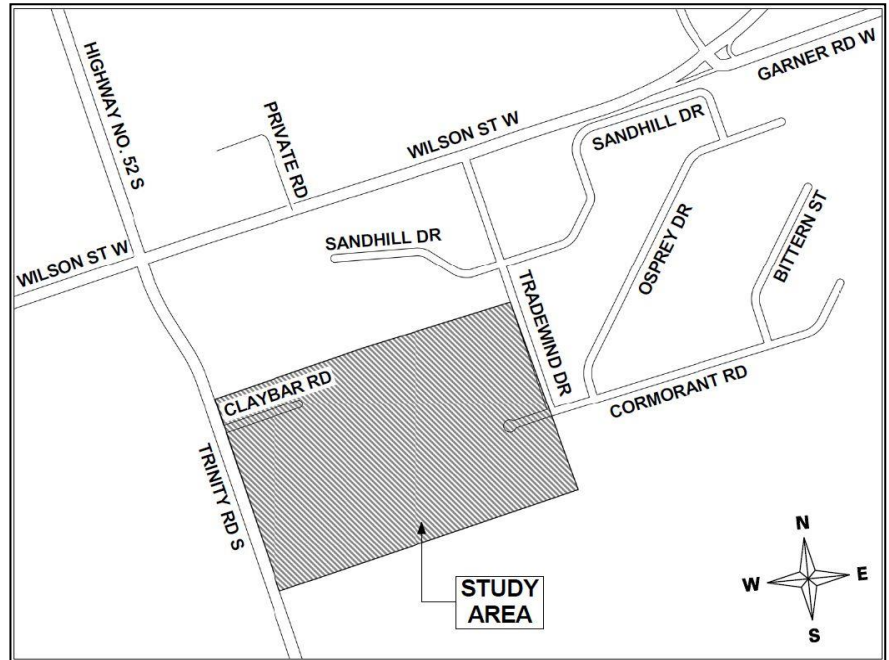 GARNER RD W
HIGHWAY NO. 52 S
PRIVATE RD
WILSON ST W
SANDHILL DR
WILSON ST W
SANDHILL DR
OSPREY DR
BITTERN ST
TRADEWIND DR
CLAYBAR RD
CORMORANT RD
TRINITY RD S
STUDY
AREA
N
W
E
S